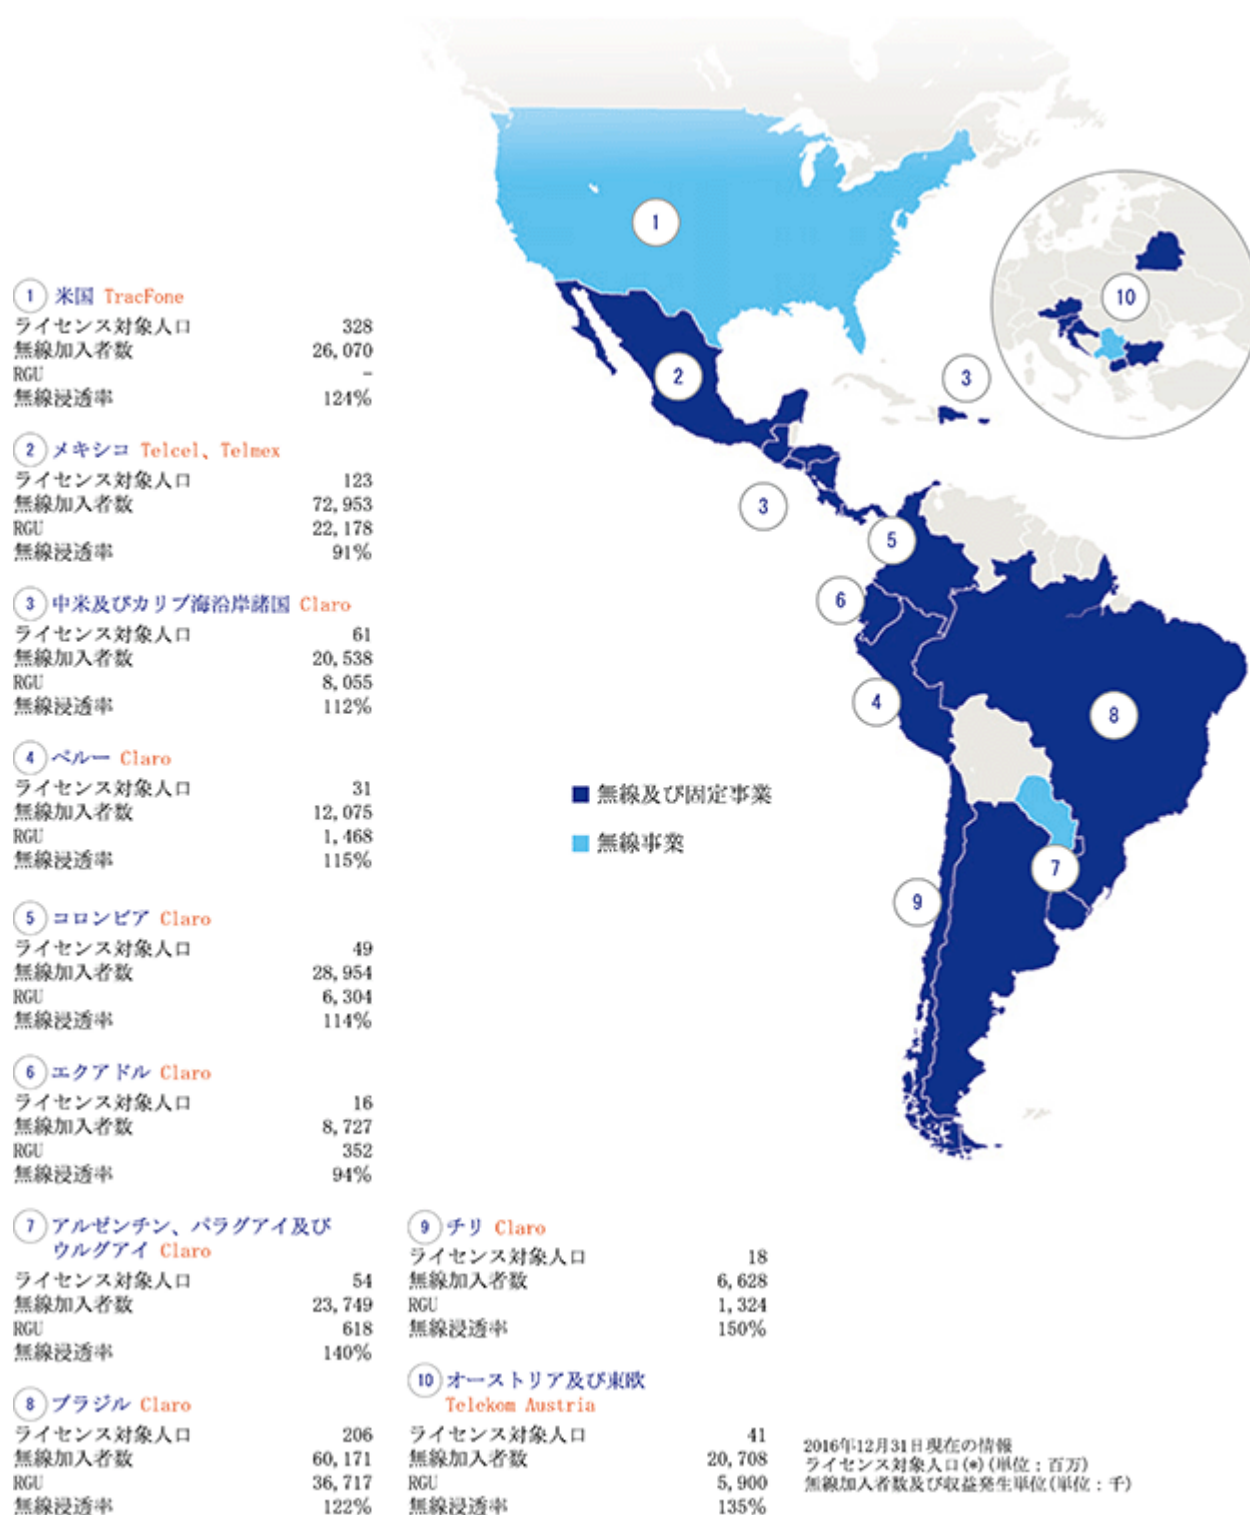 1 米国 TracFone
ライセンス対象人口 328
無線加入者数 26,070
RGU -
無線浸透率 124%
2 メキシコ Telcel、Telmex
ライセンス対象人口 123
無線加入者数 72,953
RGU 22,178
無線浸透率 91%
3 中米及びカリブ海沿岸諸国 Claro
ライセンス対象人口 61
無線加入者数 20,538
RGU 8,055
無線浸透率 112%
4 ペルー Claro
ライセンス対象人口 31
無線加入者数 12,075
RGU 1,468
無線浸透率 115%
5 コロンビア Claro
ライセンス対象人口 49
無線加入者数 28,954
RGU 6,304
無線浸透率 114%
6 エクアドル Claro
ライセンス対象人口 16
無線加入者数 8,727
RGU 352
無線浸透率 94%
7 アルゼンチン、パラグアイ及び
ウルグアイ Claro
ライセンス対象人口 54
無線加入者数 23,749
RGU 618
無線浸透率 140%
8 ブラジル Claro
ライセンス対象人口 206
無線加入者数 60,171
RGU 36,717
無線浸透率 122%
9 チリ Claro
ライセンス対象人口 18
無線加入者数 6,628
RGU 1,324
無線浸透率 150%
10 オーストリア及び東欧
Telekom Austria
ライセンス対象人口 41
無線加入者数 20,708
RGU 5,900
無線浸透率 135%
1
10
2
3
3
5
6
4
8
7
9
無線及び固定事業
無線事業
2016年12月31日現在の情報
ライセンス対象人口(*)(単位:百万)
無線加入者数及び収益発生単位(単位:千)